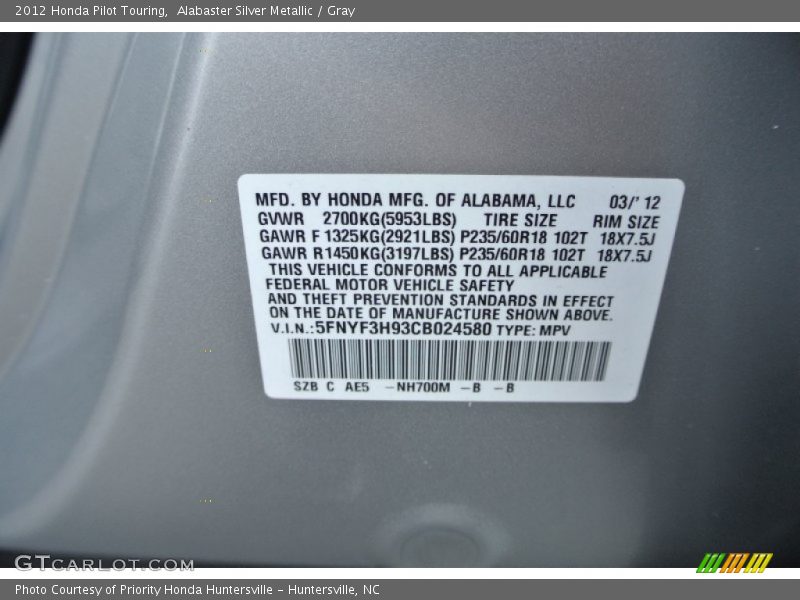 2012 Honda Pilot Touring,  Alabaster Silver Metallic / Gray
MFD. BY HONDA MFG. OF ALABAMA, LLC 03/' 12
GVWR 2700KG(5953LBS) TIRE SIZE RIM SIZE
GAWR F 1325KG(2921LBS) P235/60R18 102T 18X7.5J
GAWR R1450KG(3197LBS) P235/60R18 102T 18X7.5J
THIS VEHICLE CONFORMS TO ALL APPLICABLE
FEDERAL MOTOR VEHICLE SAFETY
AND THEFT PREVENTION STANDARDS IN EFFECT
ON THE DATE OF MANUFACTURE SHOWN ABOVE.
V.I.N.:5FNYF3H93CB024580 TYPE: MPV
SZB C AE5 -NH700M -B -B
GTCARLOT.COM
Photo Courtesy of Priority Honda Huntersville - Huntersville, NC